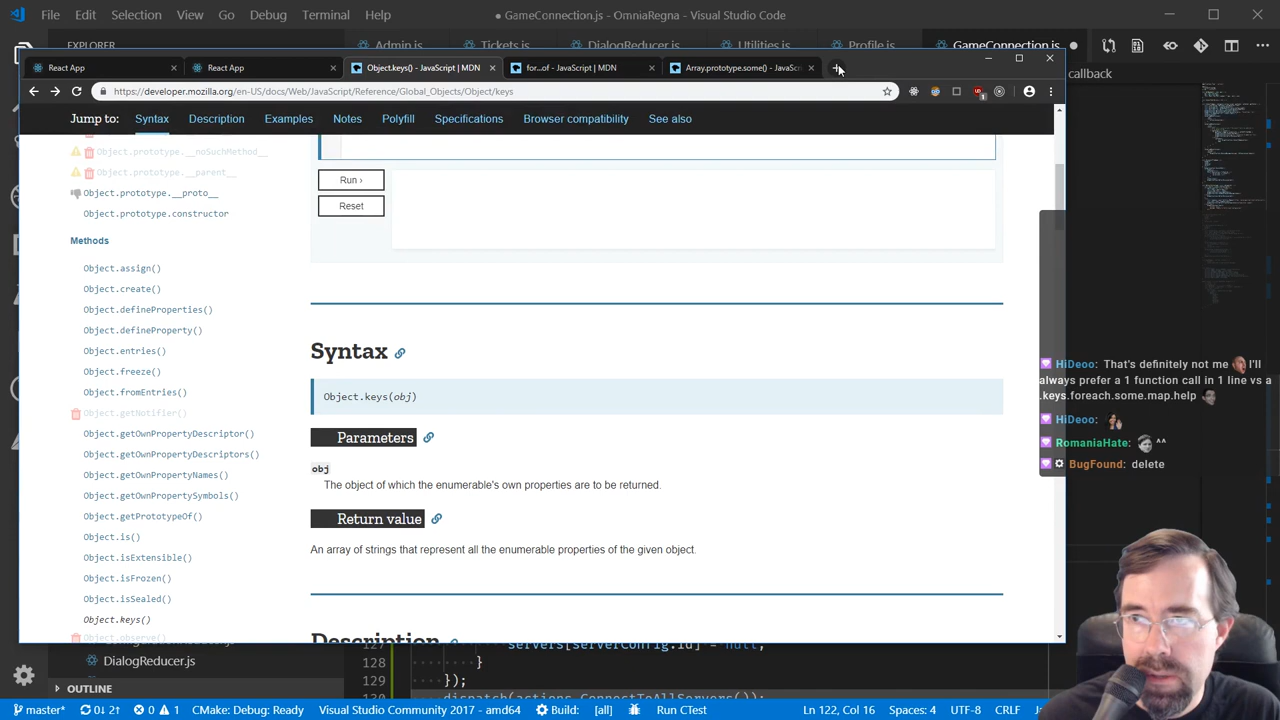 File Edit Selection View Go Debug Terminal Help
● GameConnection.js - OmniaRegna - Visual Studio Code
EXPLORER
Admin.js
Tickets.js
DialogReducer.js
Utilities.js
Profile.js
GameConnection.js
callback
React App
React App
Object.keys() - JavaScript | MDN
for...of - JavaScript | MDN
Array.prototype.some() - JavaSc
https://developer.mozilla.org/en-US/docs/Web/JavaScript/Reference/Global_Objects/Object/keys
Jump to: Syntax Description Examples Notes Polyfill Specifications Browser compatibility See also
Object.prototype.__noSuchMethod__
Object.prototype.__parent__
Object.prototype.__proto__
Object.prototype.constructor
Methods
Object.assign()
Object.create()
Object.defineProperties()
Object.defineProperty()
Object.entries()
Object.freeze()
Object.fromEntries()
Object.getNotifier()
Object.getOwnPropertyDescriptor()
Object.getOwnPropertyDescriptors()
Object.getOwnPropertyNames()
Object.getOwnPropertySymbols()
Object.getPrototypeOf()
Object.is()
Object.isExtensible()
Object.isFrozen()
Object.isSealed()
Object.keys()
Object.observe()
Run ›
Reset
Syntax
Object.keys(obj)
Parameters
obj
The object of which the enumerable's own properties are to be returned.
Return value
An array of strings that represent all the enumerable properties of the given object.
Description
HiDeoo: That's definitely not me I'll
always prefer a 1 function call in 1 line vs a
.keys.foreach.some.map.help
HiDeoo:
RomaniaHate: ^^
BugFound: delete
127 servers[serverConfig.id] = null;
128 }
129 });
130 dispatch(actions.ConnectToAllServers());
DialogReducer.js
OUTLINE
master* 0↓ 2↑ 0 1 CMake: Debug: Ready Visual Studio Community 2017 - amd64 Build: [all] Run CTest Ln 122, Col 16 Spaces: 4 UTF-8 CRLF JavaScript